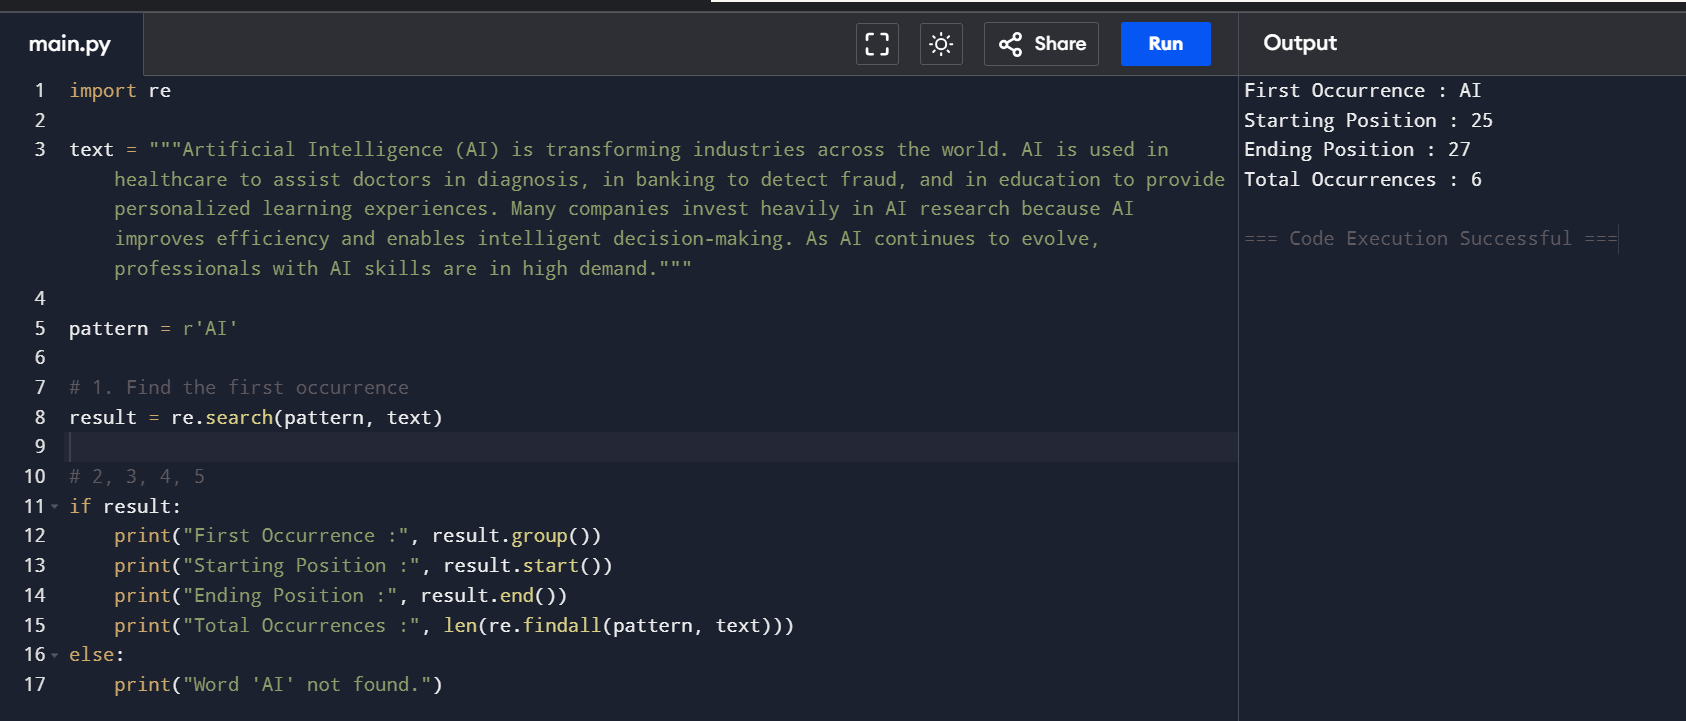 main.py
Share
Run
Output
1 import re
2
3 text = """Artificial Intelligence (AI) is transforming industries across the world. AI is used in
healthcare to assist doctors in diagnosis, in banking to detect fraud, and in education to provide
personalized learning experiences. Many companies invest heavily in AI research because AI
improves efficiency and enables intelligent decision-making. As AI continues to evolve,
professionals with AI skills are in high demand."""
4
5 pattern = r'AI'
6
7 # 1. Find the first occurrence
8 result = re.search(pattern, text)
9
10 # 2, 3, 4, 5
11 if result:
12     print("First Occurrence :", result.group())
13     print("Starting Position :", result.start())
14     print("Ending Position :", result.end())
15     print("Total Occurrences :", len(re.findall(pattern, text)))
16 else:
17     print("Word 'AI' not found.")
First Occurrence : AI
Starting Position : 25
Ending Position : 27
Total Occurrences : 6
=== Code Execution Successful ===